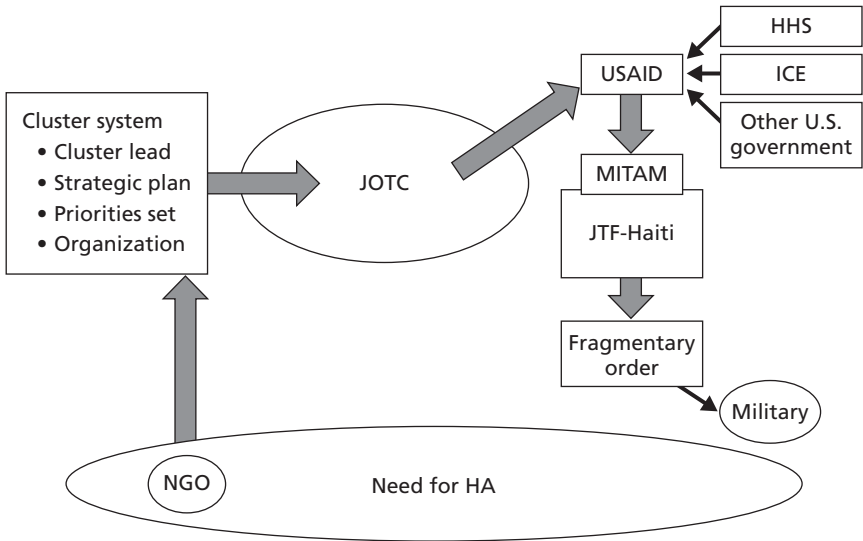 HHS
USAID
ICE
Other U.S.
government
Cluster system
• Cluster lead
• Strategic plan
• Priorities set
• Organization
JOTC
MITAM
JTF-Haiti
Fragmentary
order
Military
NGO
Need for HA